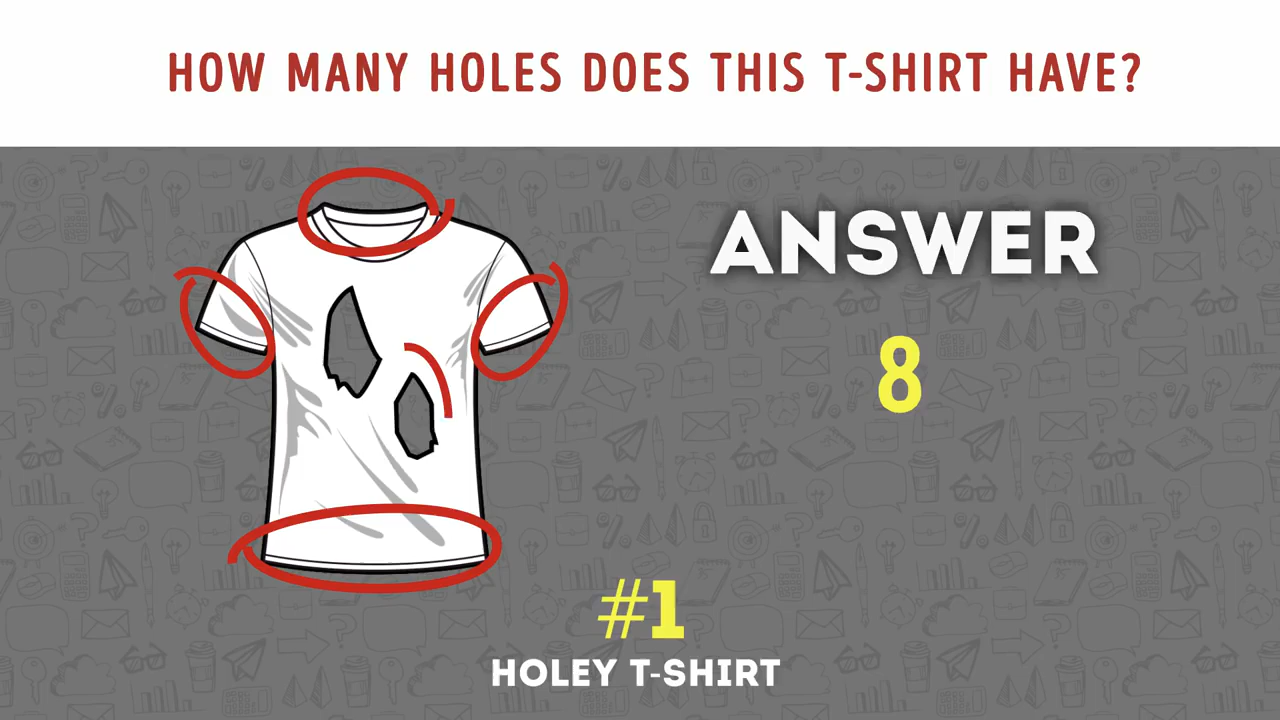 HOW MANY HOLES DOES THIS T-SHIRT HAVE?
ANSWER
8
#1
HOLEY T-SHIRT